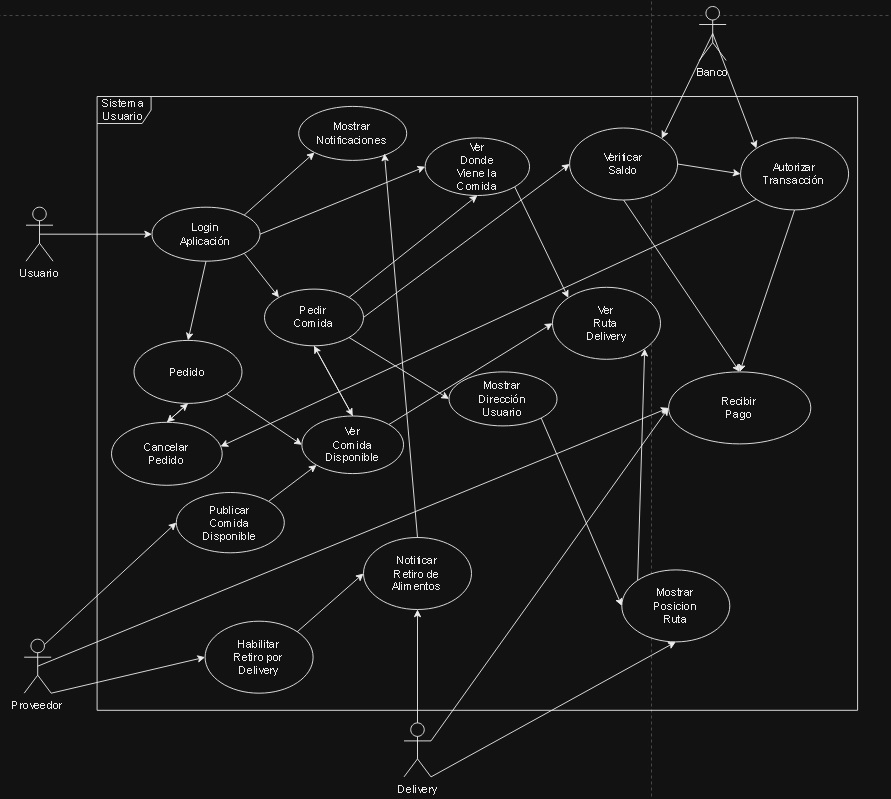 Banco
Sistema
Usuario
Mostrar
Notificaciones
Ver
Donde
Viene la
Comida
Verificar
Saldo
Autorizar
Transacción
Login
Aplicación
Usuario
Pedir
Comida
Ver
Ruta
Delivery
Pedido
Mostrar
Dirección
Usuario
Recibir
Pago
Cancelar
Pedido
Ver
Comida
Disponible
Publicar
Comida
Disponible
Notificar
Retiro de
Alimentos
Mostrar
Posicion
Ruta
Habilitar
Retiro por
Delivery
Proveedor
Delivery